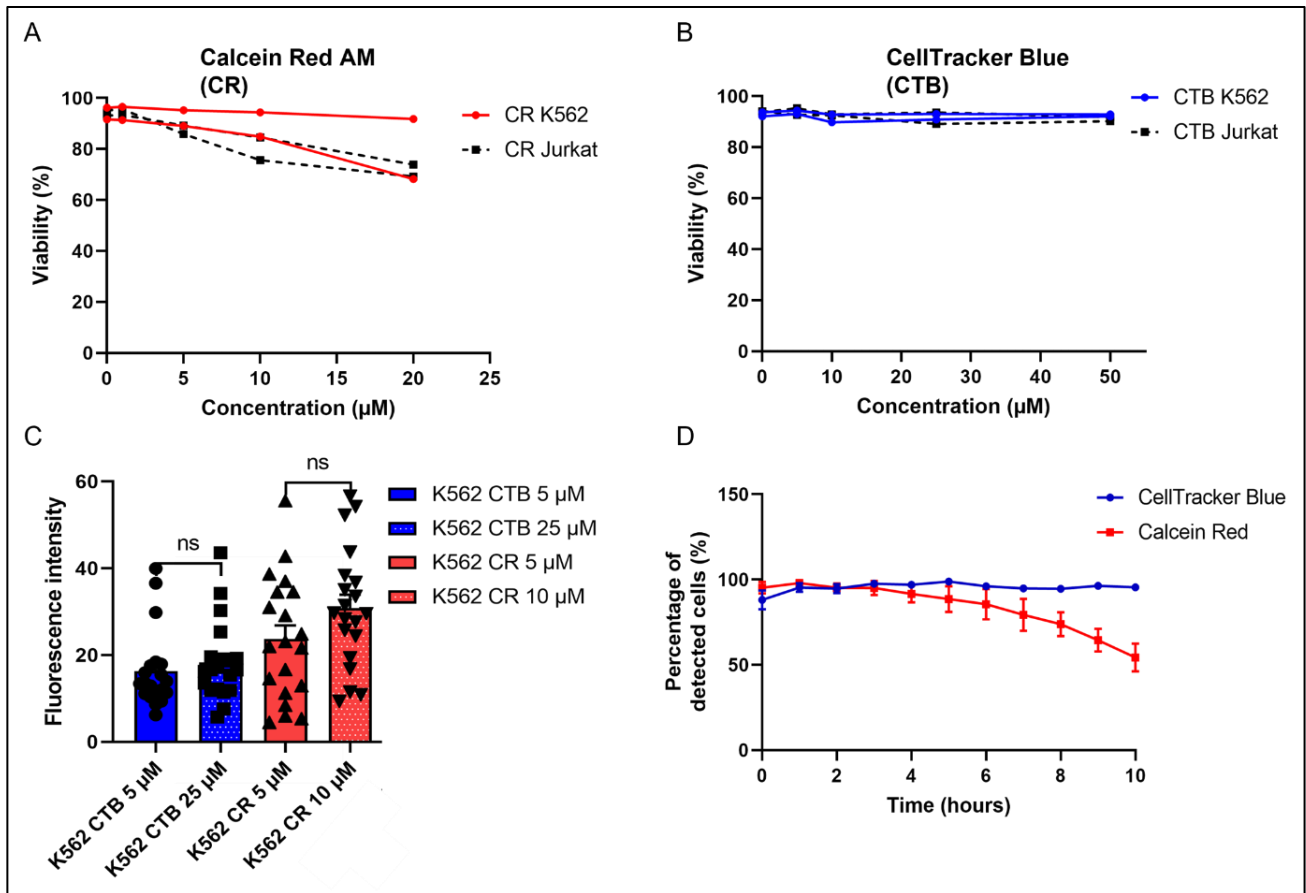 A
Calcein Red AM
(CR)
Viability (%)
100
80
60
40
20
0
0 5 10 15 20 25
Concentration (µM)
CR K562
CR Jurkat
B
CellTracker Blue
(CTB)
Viability (%)
100
80
60
40
20
0
0 10 20 30 40 50
Concentration (µM)
CTB K562
CTB Jurkat
C
Fluorescence intensity
60
40
20
0
ns
ns
K562 CTB 5 µM
K562 CTB 25 µM
K562 CR 5 µM
K562 CR 10 µM
K562 CTB 5 µM
K562 CTB 25 µM
K562 CR 5 µM
K562 CR 10 µM
D
Percentage of
detected cells (%)
150
100
50
0
0 2 4 6 8 10
Time (hours)
CellTracker Blue
Calcein Red